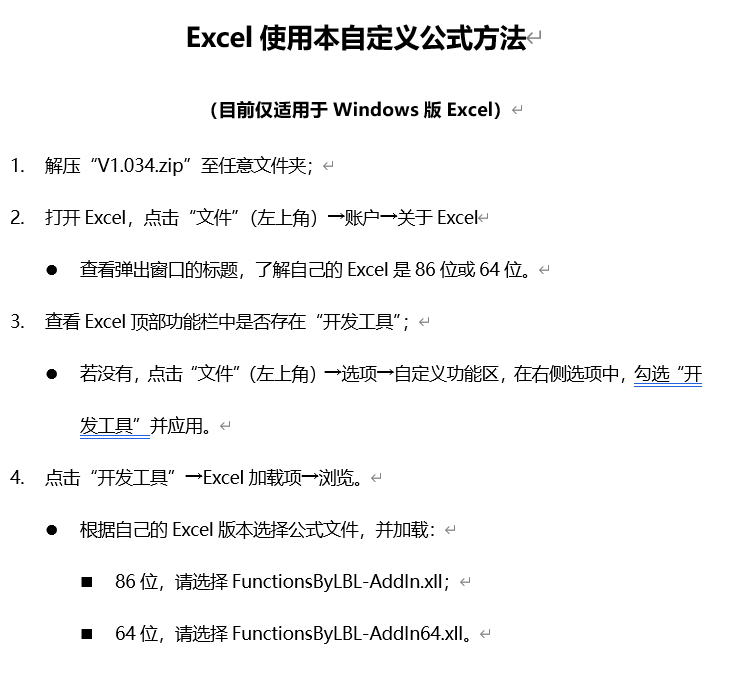 Excel 使用本自定义公式方法
（目前仅适用于 Windows 版 Excel）
1. 解压“V1.034.zip”至任意文件夹；
2. 打开 Excel，点击“文件”（左上角）→账户→关于 Excel
● 查看弹出窗口的标题，了解自己的 Excel 是 86 位或 64 位。
3. 查看 Excel 顶部功能栏中是否存在“开发工具”；
● 若没有，点击“文件”（左上角）→选项→自定义功能区，在右侧选项中，勾选“开
发工具”并应用。
4. 点击“开发工具”→Excel 加载项→浏览。
● 根据自己的 Excel 版本选择公式文件，并加载：
■ 86 位，请选择 FunctionsByLBL-AddIn.xll；
■ 64 位，请选择 FunctionsByLBL-AddIn64.xll。